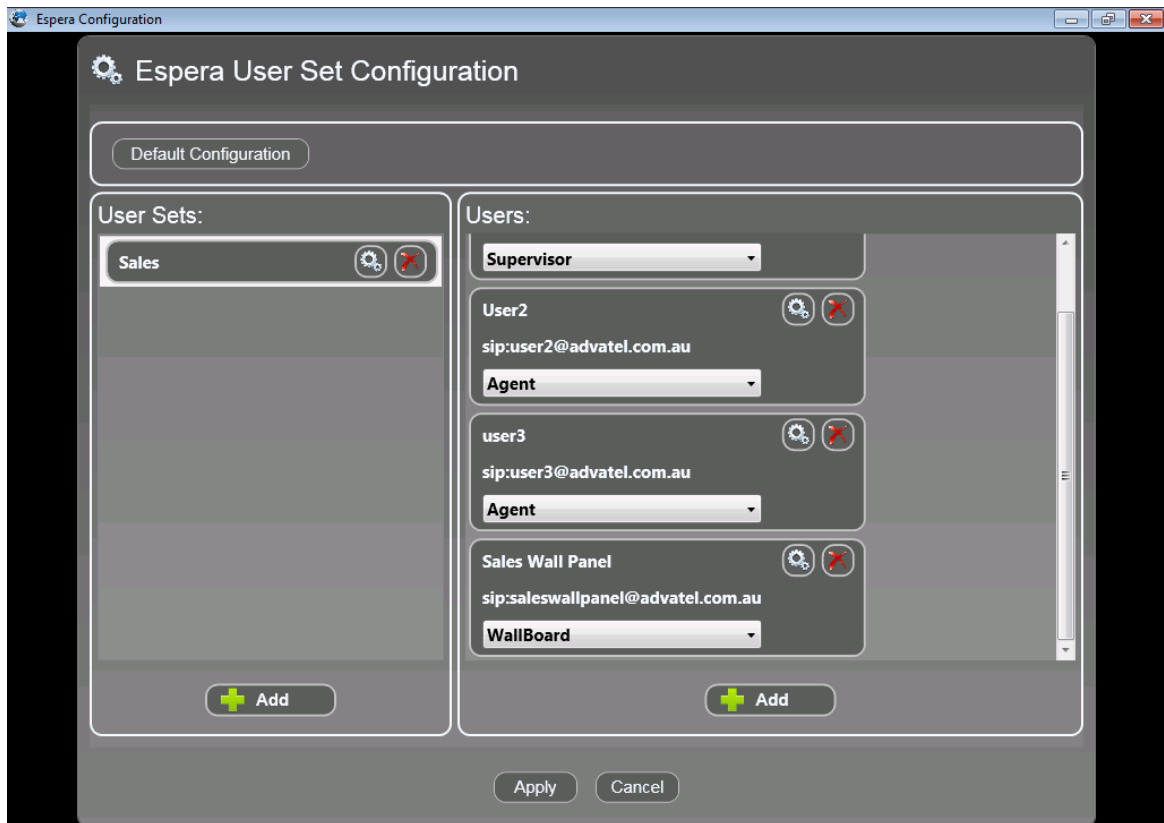 Espera Configuration
Espera User Set Configuration
Default Configuration
User Sets:
Sales
Add
Users:
Supervisor
User2
sip:user2@advatel.com.au
Agent
user3
sip:user3@advatel.com.au
Agent
Sales Wall Panel
sip:saleswallpanel@advatel.com.au
WallBoard
Add
Apply
Cancel